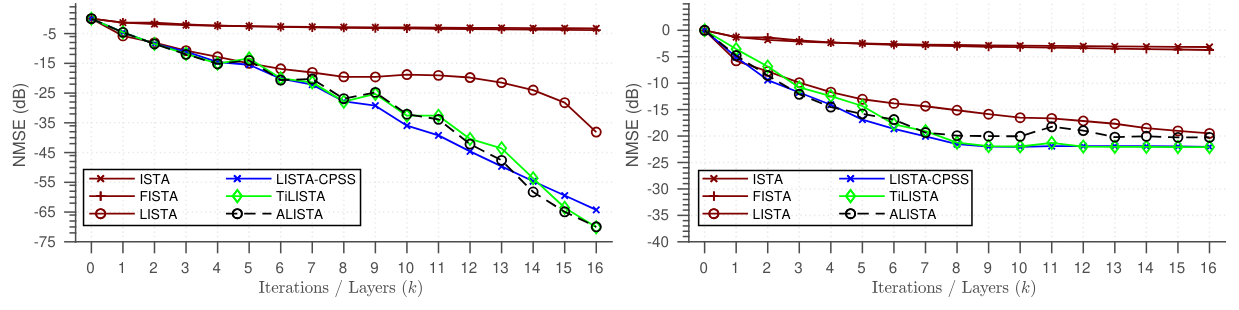 NMSE (dB)
-5
-15
-25
-35
-45
-55
-65
-75
ISTA
FISTA
LISTA
LISTA-CPSS
TiLISTA
ALISTA
0 1 2 3 4 5 6 7 8 9 10 11 12 13 14 15 16
Iterations / Layers (k)
NMSE (dB)
0
-5
-10
-15
-20
-25
-30
-35
-40
ISTA
FISTA
LISTA
LISTA-CPSS
TiLISTA
ALISTA
0 1 2 3 4 5 6 7 8 9 10 11 12 13 14 15 16
Iterations / Layers (k)